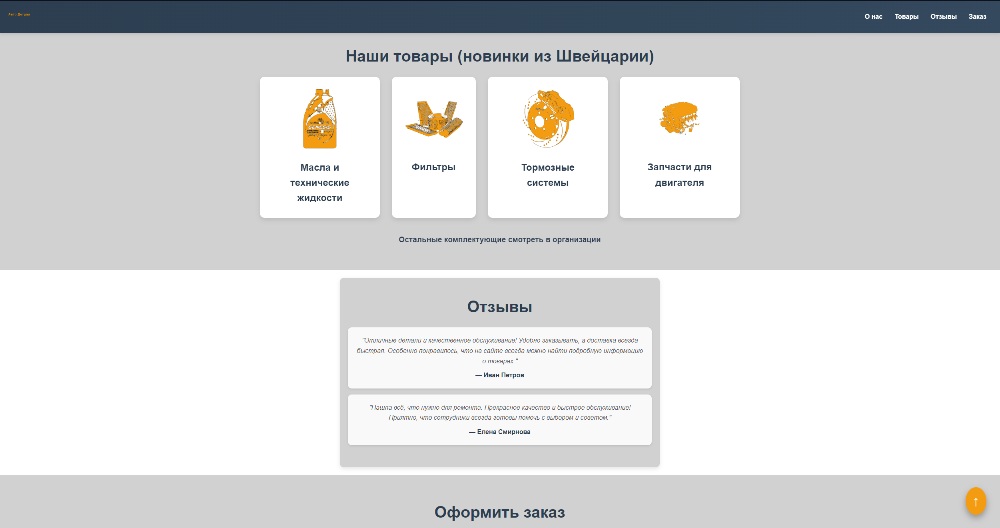 Авто Детали
О нас
Товары
Отзывы
Заказ
Наши товары (новинки из Швейцарии)
GENESIS
wilwood
Масла и
технические
жидкости
Фильтры
Тормозные
системы
Запчасти для
двигателя
Остальные комплектующие смотреть в организации
Отзывы
"Отличные детали и качественное обслуживание! Удобно заказывать, а доставка всегда
быстрая. Особенно понравилось, что на сайте всегда можно найти подробную информацию
о товарах."
— Иван Петров
"Нашла всё, что нужно для ремонта. Прекрасное качество и быстрое обслуживание!
Приятно, что сотрудники всегда готовы помочь с выбором и советом."
— Елена Смирнова
↑
Оформить заказ